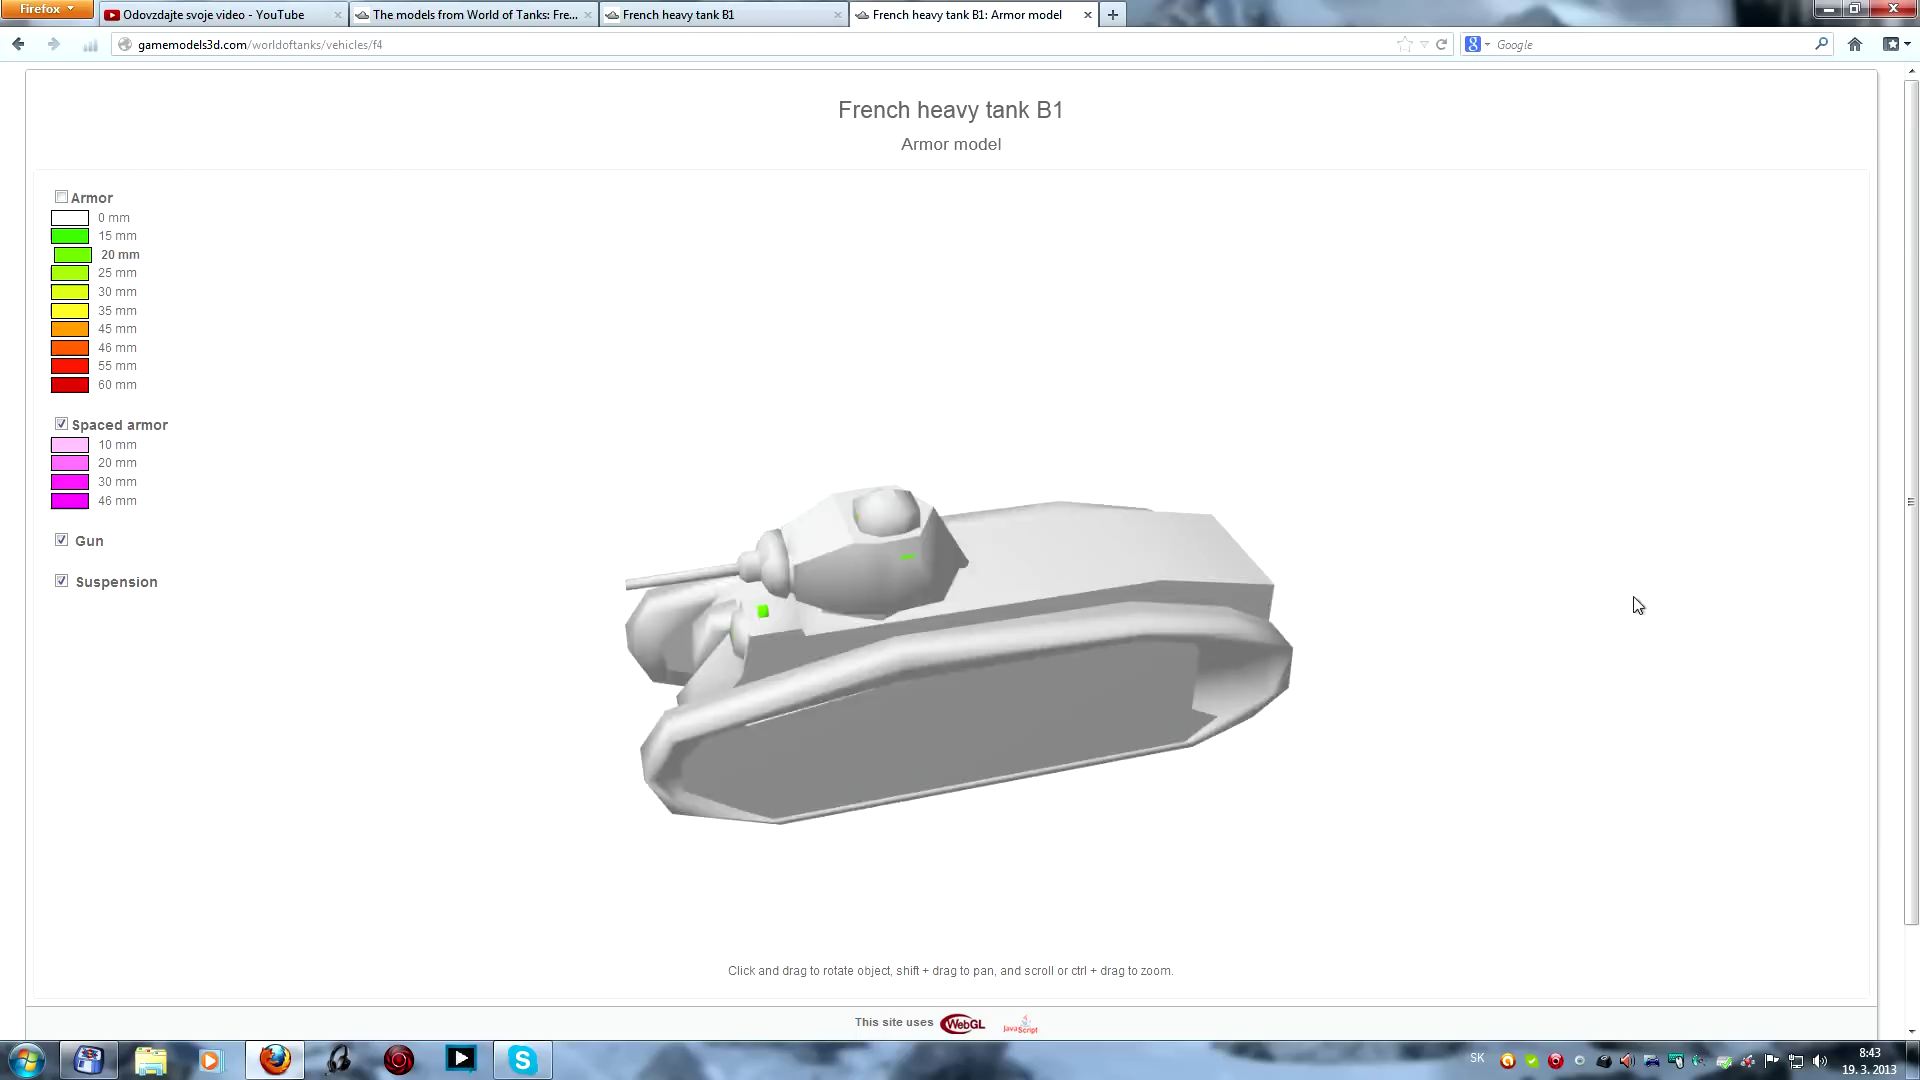 Firefox
Odovzdajte svoje video - YouTube
The models from World of Tanks: Fre...
French heavy tank B1
French heavy tank B1: Armor model
gamemodels3d.com/worldoftanks/vehicles/f4
Google
French heavy tank B1
Armor model
Armor
0 mm
15 mm
20 mm
25 mm
30 mm
35 mm
45 mm
46 mm
55 mm
60 mm
Spaced armor
10 mm
20 mm
30 mm
46 mm
Gun
Suspension
Click and drag to rotate object, shift + drag to pan, and scroll or ctrl + drag to zoom.
This site uses WebGL JavaScript
SK
8:43
19. 3. 2013